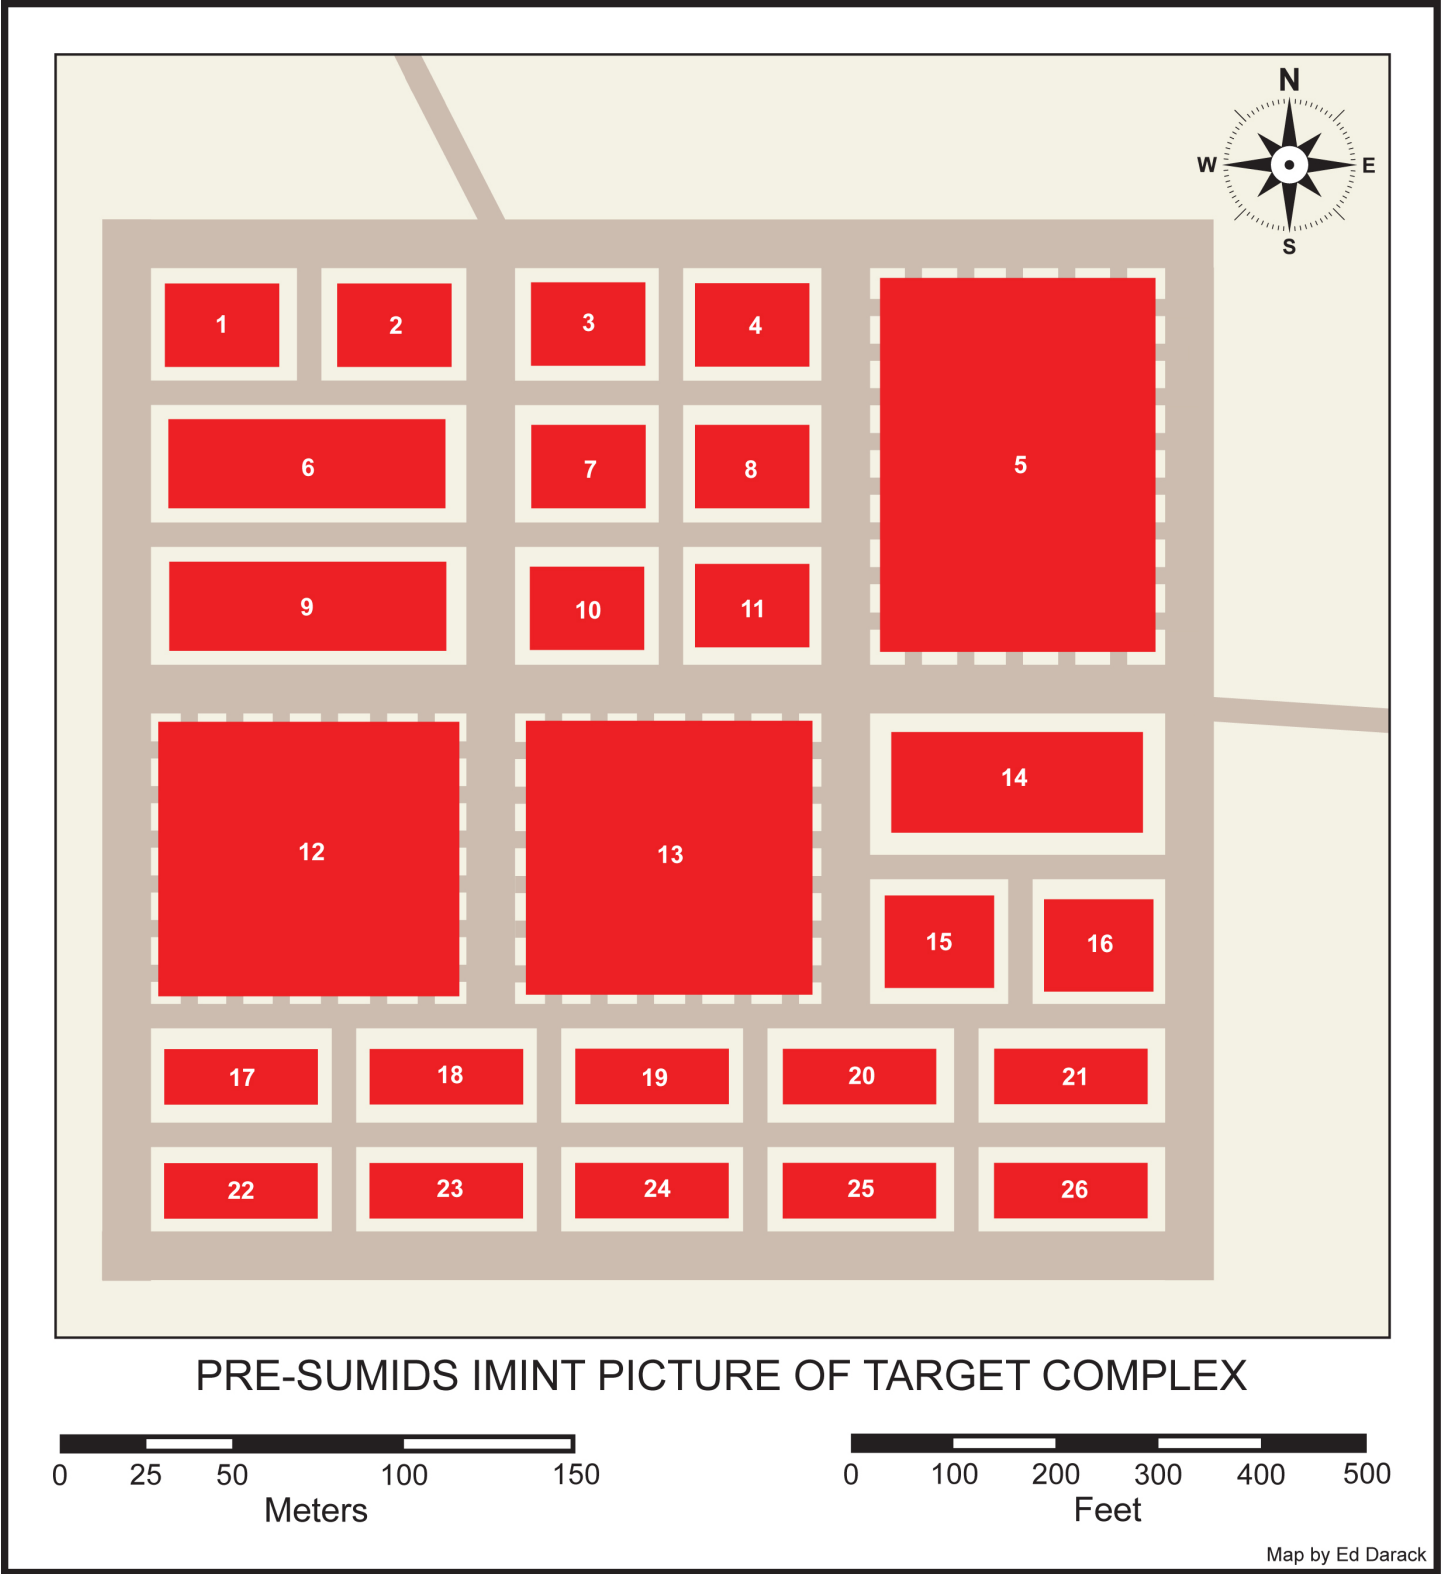 N
W E
S
1 2 3 4
5
6 7 8
9 10 11
12 13 14
15 16
17 18 19 20 21
22 23 24 25 26
PRE-SUMIDS IMINT PICTURE OF TARGET COMPLEX
0 25 50 100 150
Meters
0 100 200 300 400 500
Feet
Map by Ed Darack